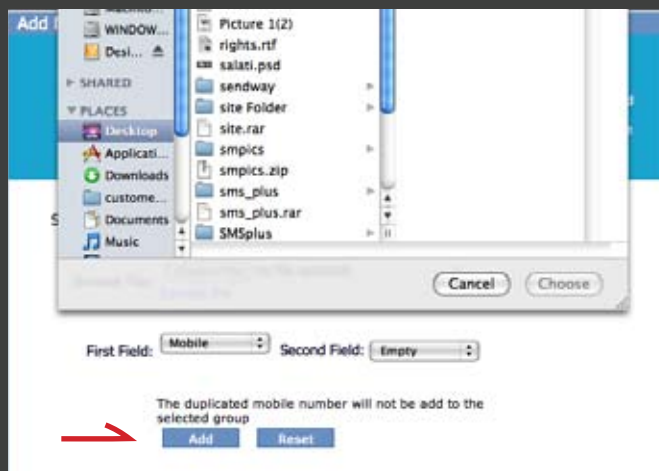 Add
WINDOW...
Desi...
SHARED
PLACES
Desktop
Applicati...
Downloads
custome...
Documents
Music
Picture 1(2)
rights.rtf
salati.psd
sendway
site Folder
site.rar
smpics
smpics.zip
sms_plus
sms_plus.rar
SMSplus
Cancel
Choose
First Field: Mobile Second Field: Empty
The duplicated mobile number will not be add to the
selected group
Add Reset